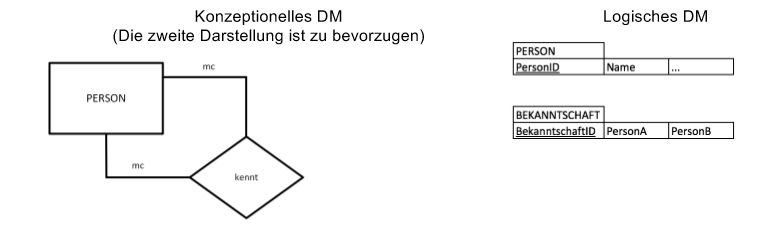 Konzeptionelles DM
(Die zweite Darstellung ist zu bevorzugen)
Logisches DM
mc
PERSON
mc
kennt
PERSON
PersonID Name ...
BEKANNTSCHAFT
BekanntschaftID PersonA PersonB